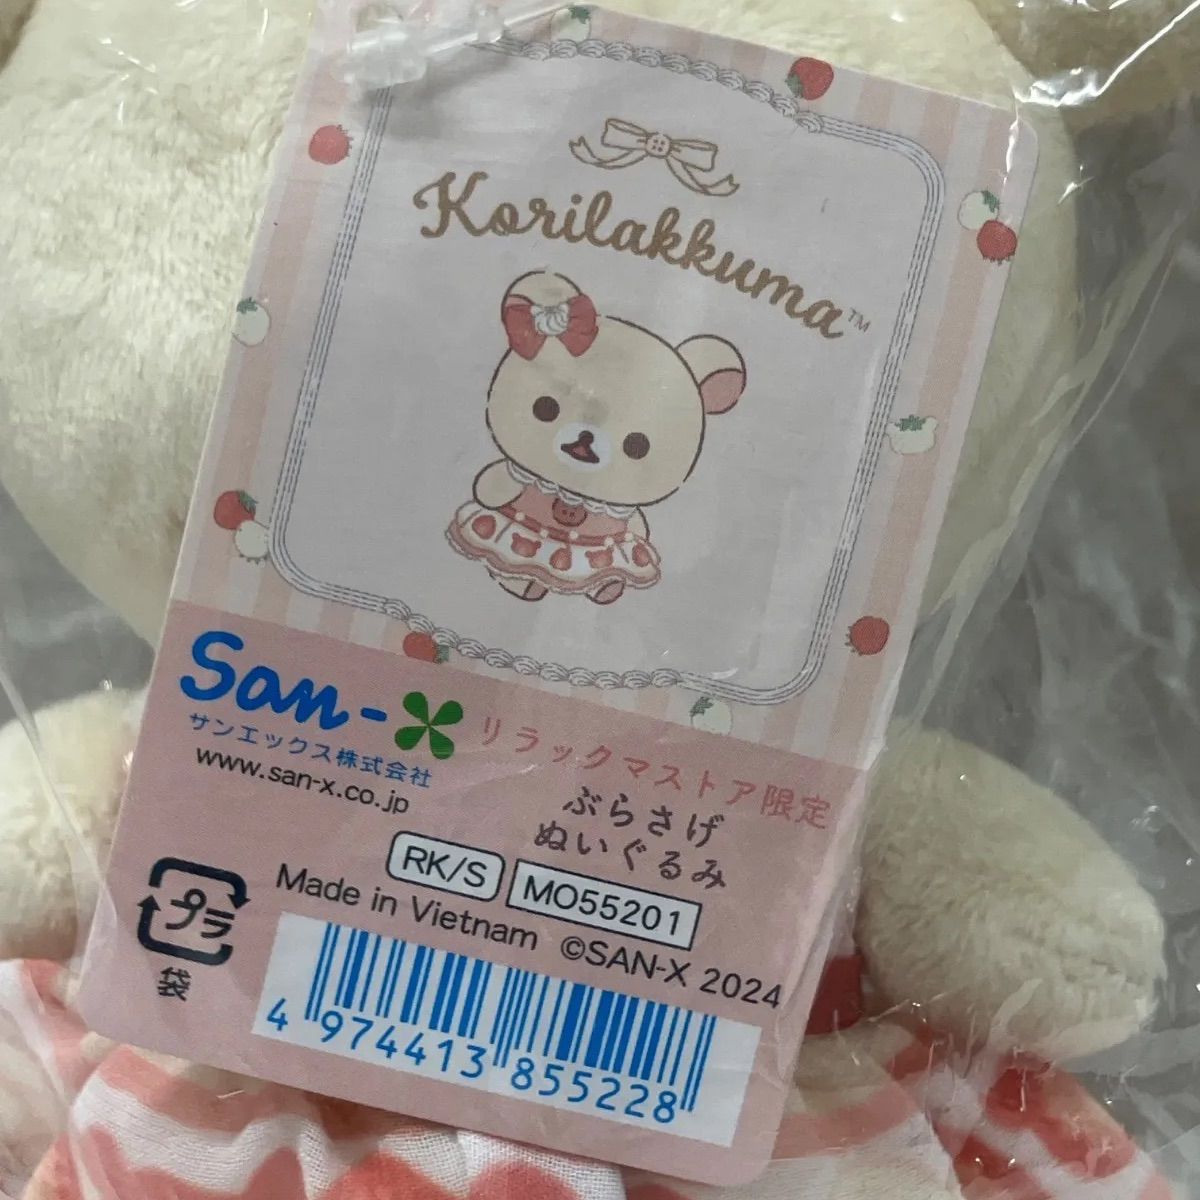 Korilakkuma™
San-X
サンエックス株式会社
www.san-x.co.jp
リラックマストア限定
ぶらさげ
ぬいぐるみ
RK/S
MO55201
Made in Vietnam ©SAN-X 2024
プラ
袋
4 974413 855228